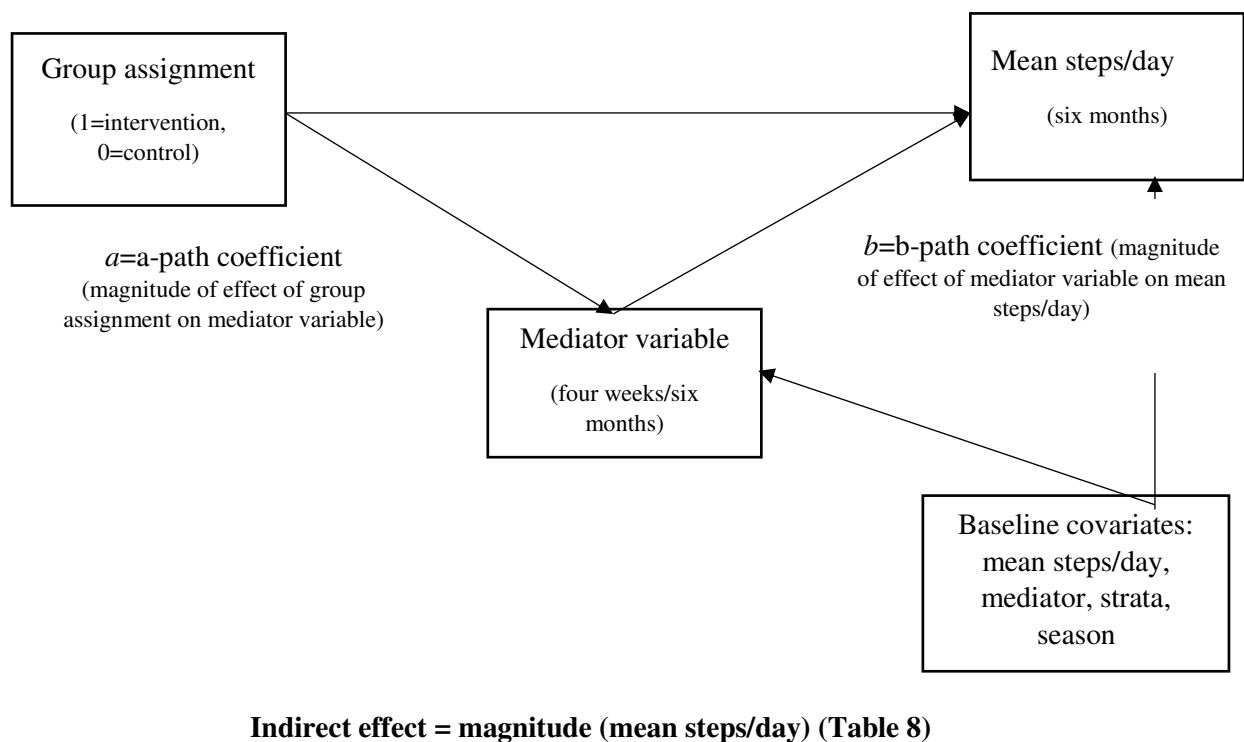 Group assignment
(1=intervention,
0=control)
Mean steps/day
(six months)
a=a-path coefficient
(magnitude of effect of group
assignment on mediator variable)
b=b-path coefficient (magnitude
of effect of mediator variable on mean
steps/day)
Mediator variable
(four weeks/six
months)
Baseline covariates:
mean steps/day,
mediator, strata,
season
Indirect effect = magnitude (mean steps/day) (Table 8)